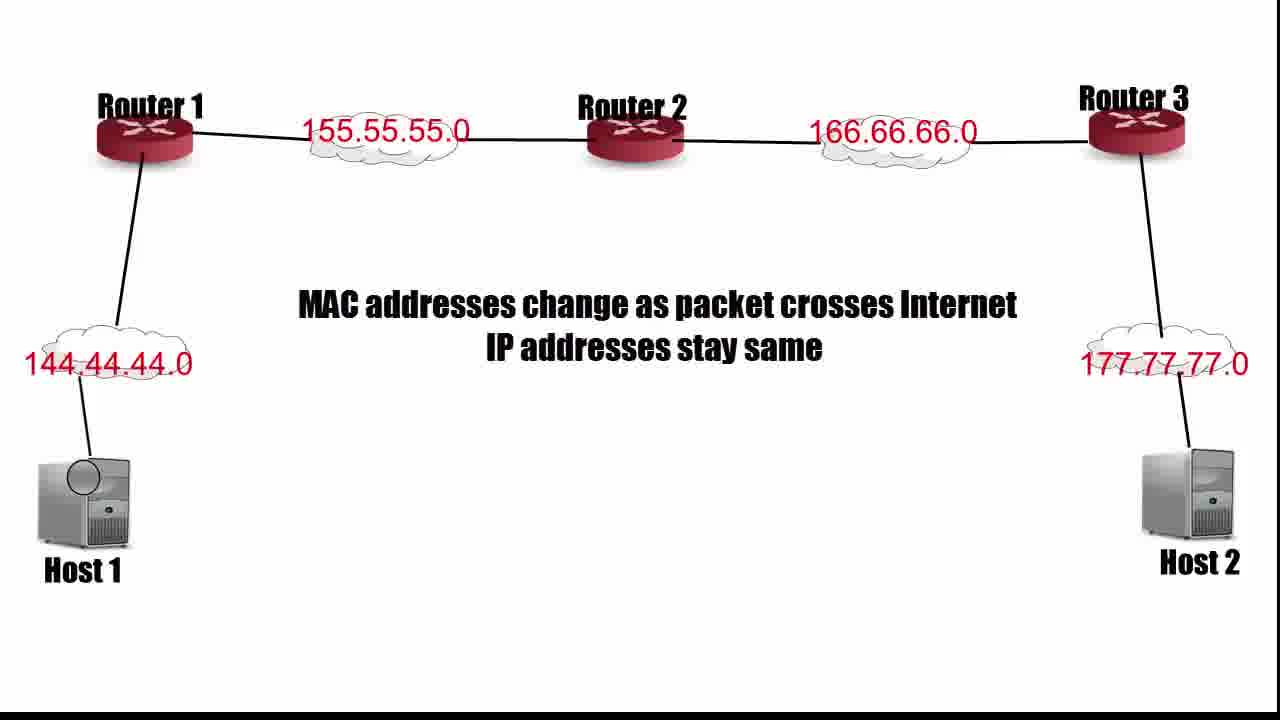 Router 1
Router 2
Router 3
155.55.55.0
166.66.66.0
MAC addresses change as packet crosses Internet
IP addresses stay same
144.44.44.0
177.77.77.0
Host 1
Host 2